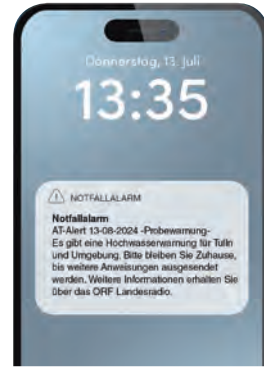 Donnerstag, 13. Juli
13:35
NOTFALLALARM
Notfallalarm
AT-Alert 13-08-2024 -Probewarnung-
Es gibt eine Hochwasserwarnung für Tulln
und Umgebung. Bitte bleiben Sie Zuhause,
bis weitere Anweisungen ausgesendet
werden. Weitere Informationen erhalten Sie
über das ORF Landesradio.